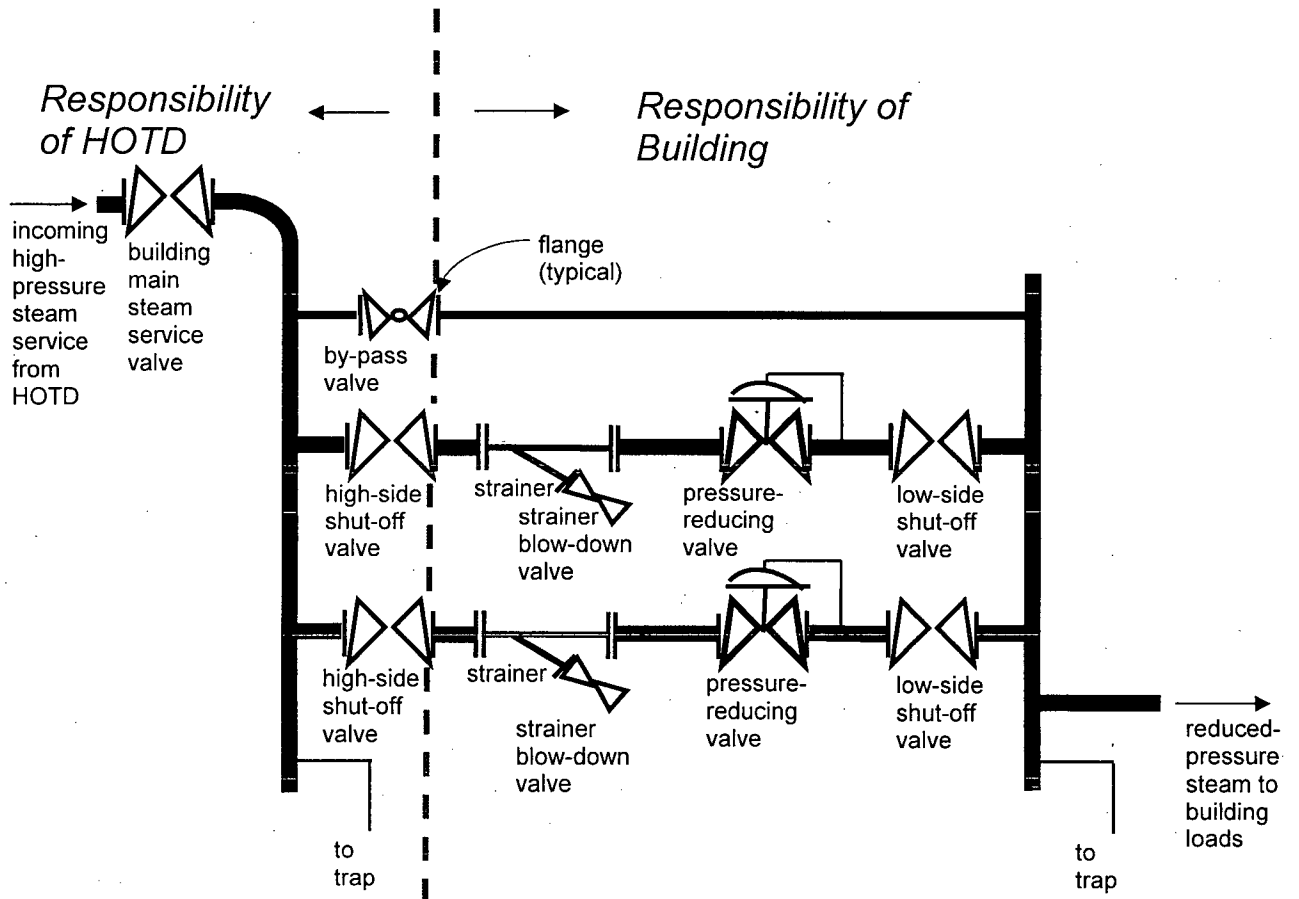 Responsibility
of HOTD
Responsibility of
Building
incoming
high-
pressure
steam
service
from
HOTD
building
main
steam
service
valve
flange
(typical)
by-pass
valve
high-side
shut-off
valve
strainer
strainer
blow-down
valve
pressure-
reducing
valve
low-side
shut-off
valve
high-side
shut-off
valve
strainer
strainer
blow-down
valve
pressure-
reducing
valve
low-side
shut-off
valve
reduced-
pressure
steam to
building
loads
to
trap
to
trap